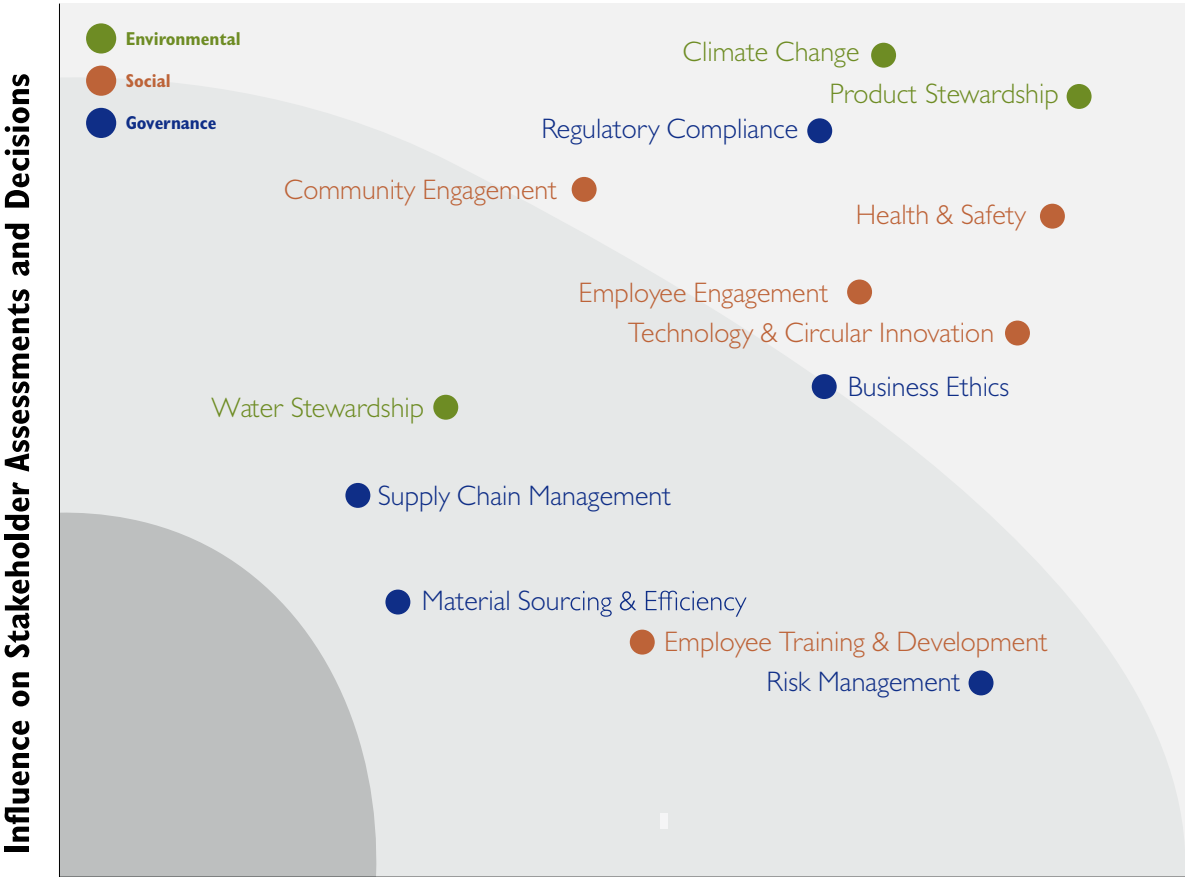 Influence on Stakeholder Assessments and Decisions
Environmental
Social
Governance
Climate Change
Product Stewardship
Regulatory Compliance
Community Engagement
Health & Safety
Employee Engagement
Technology & Circular Innovation
Business Ethics
Water Stewardship
Supply Chain Management
Material Sourcing & Efficiency
Employee Training & Development
Risk Management